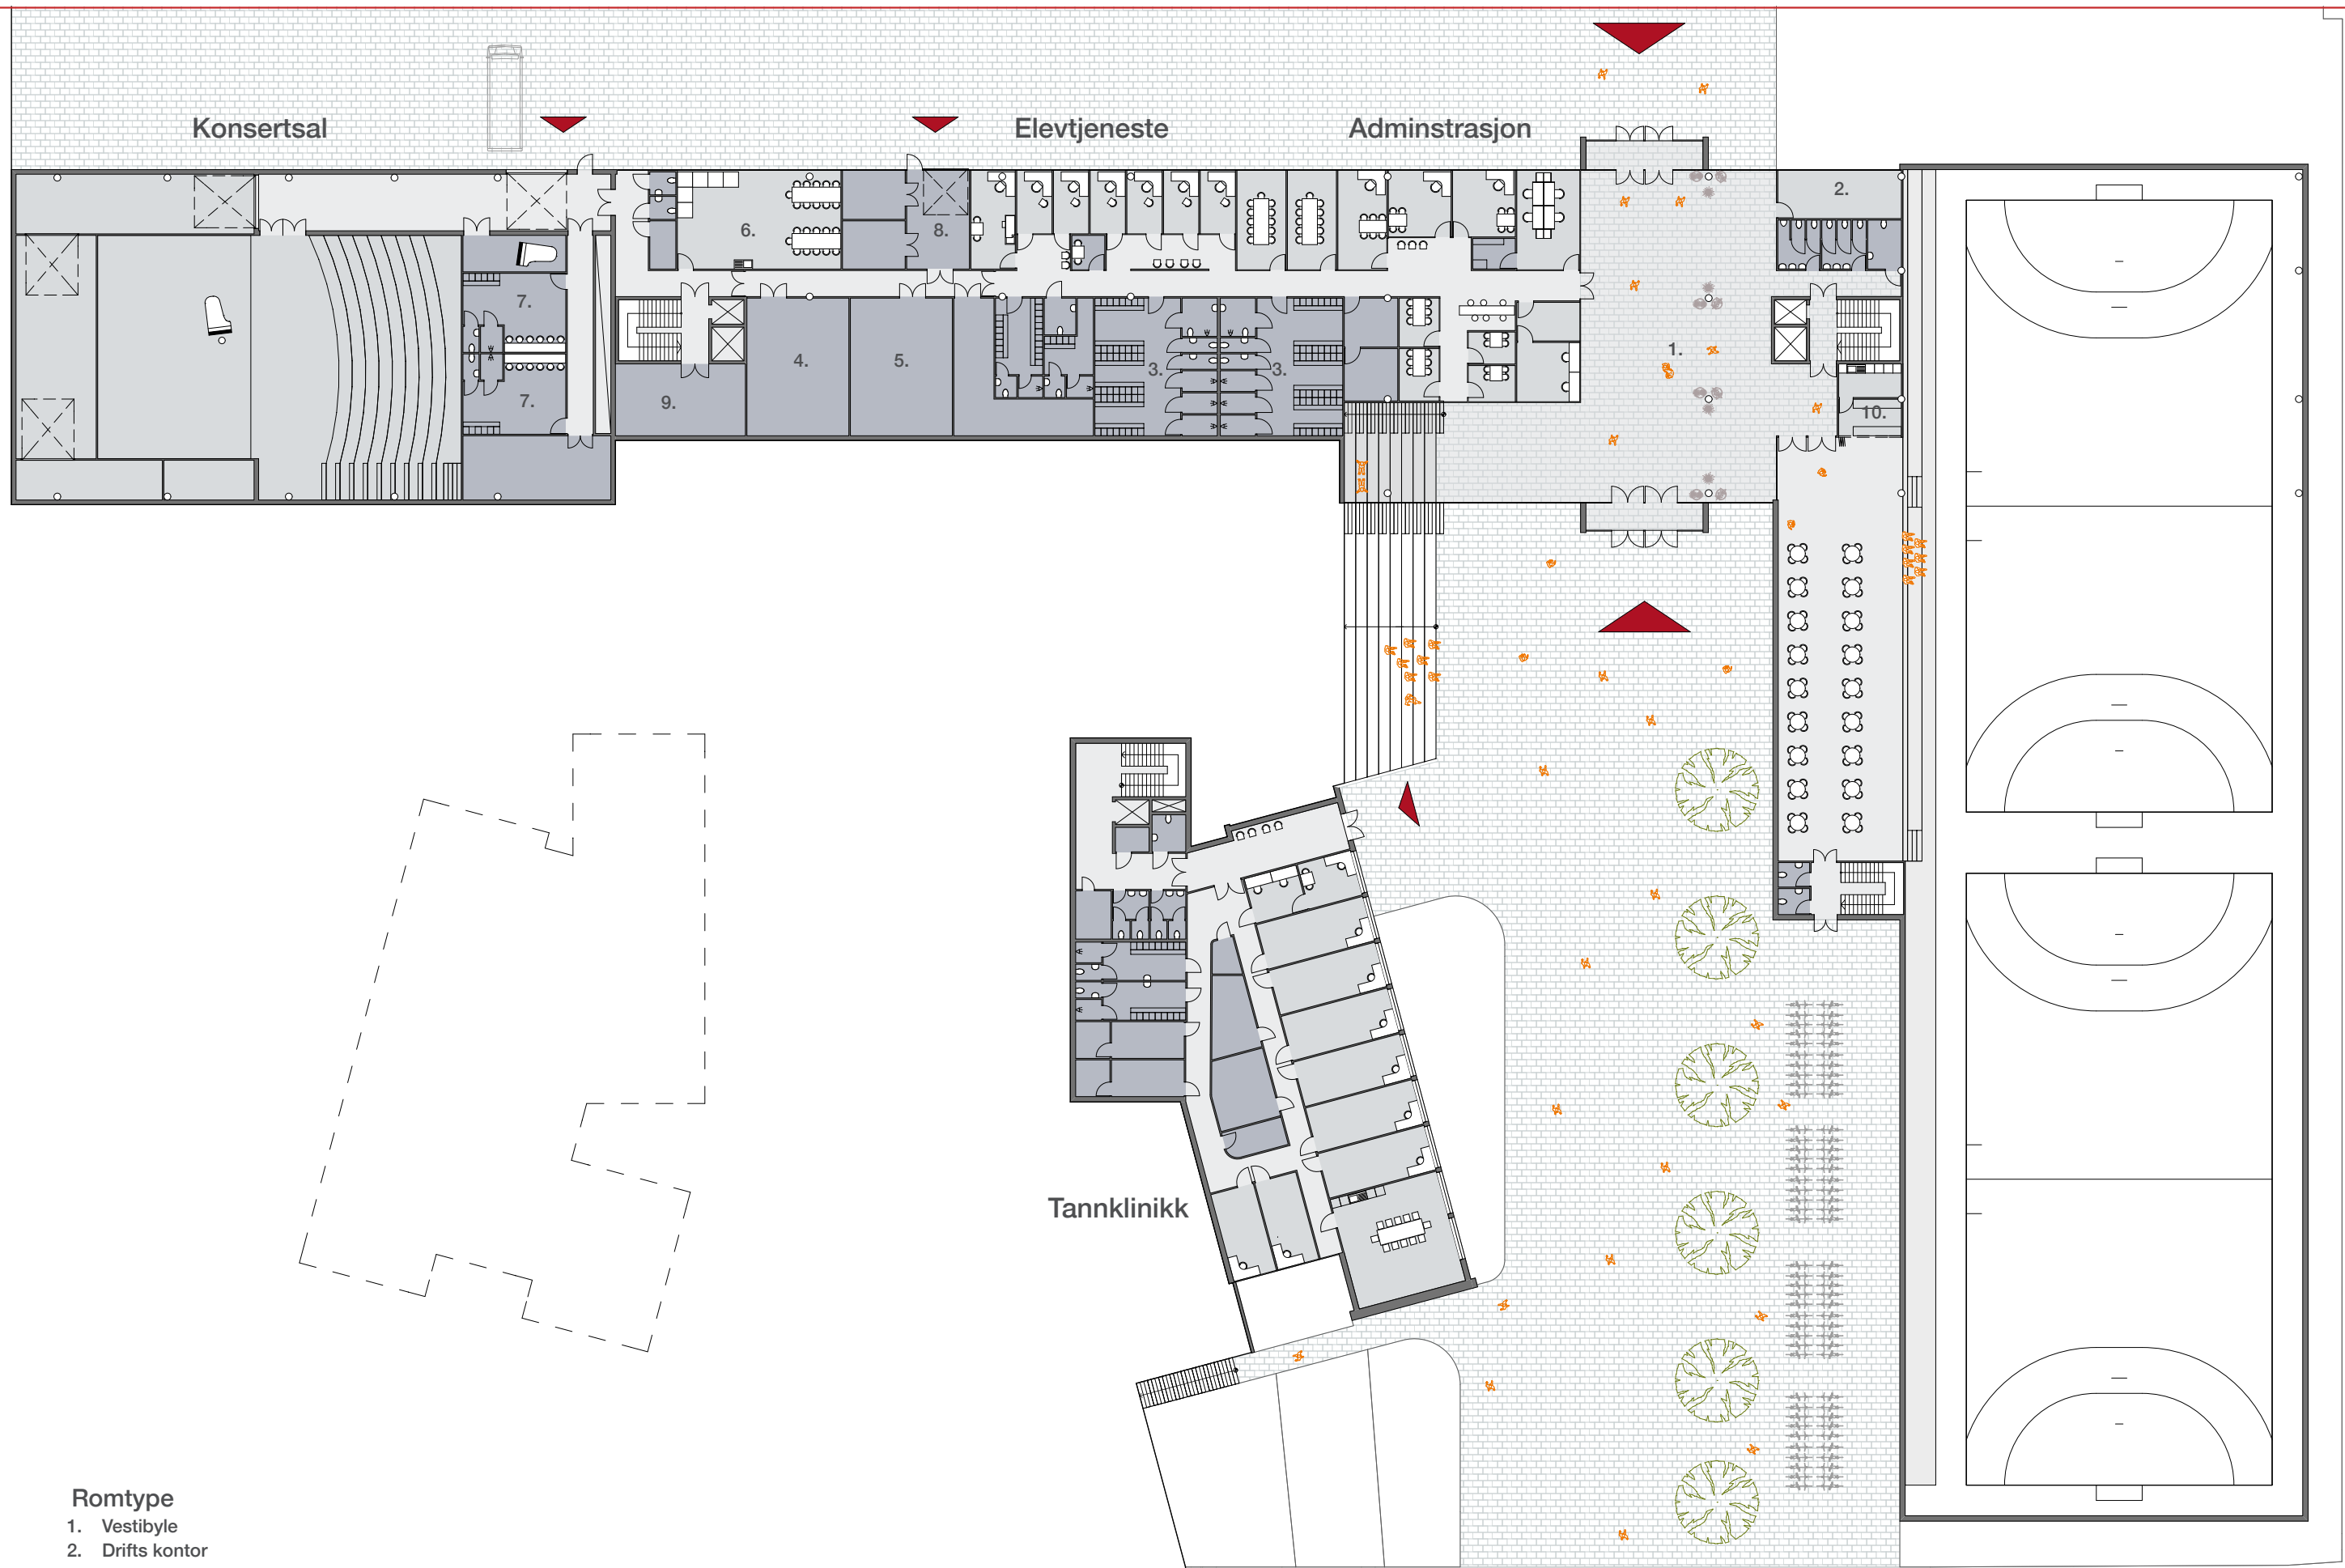 Konsertsal
Elevtjeneste
Adminstrasjon
2.
6.
8.
7.
1.
4.
5.
3.
3.
7.
9.
10.
Tannklinikk
Romtype
1. Vestibyle
2. Drifts kontor